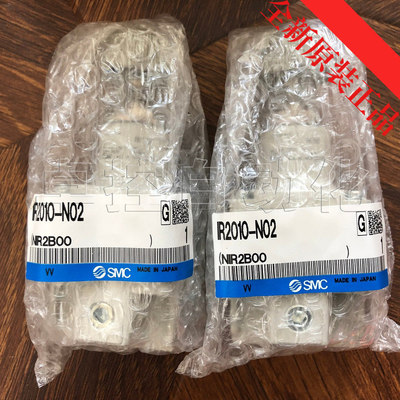 全新原装正品
IR2010-N02
G
(NIR2B00 )
1
VV
SMC
MADE IN JAPAN
IR2010-N02
G
(NIR2B00 )
1
VV
SMC
MADE IN JAPAN